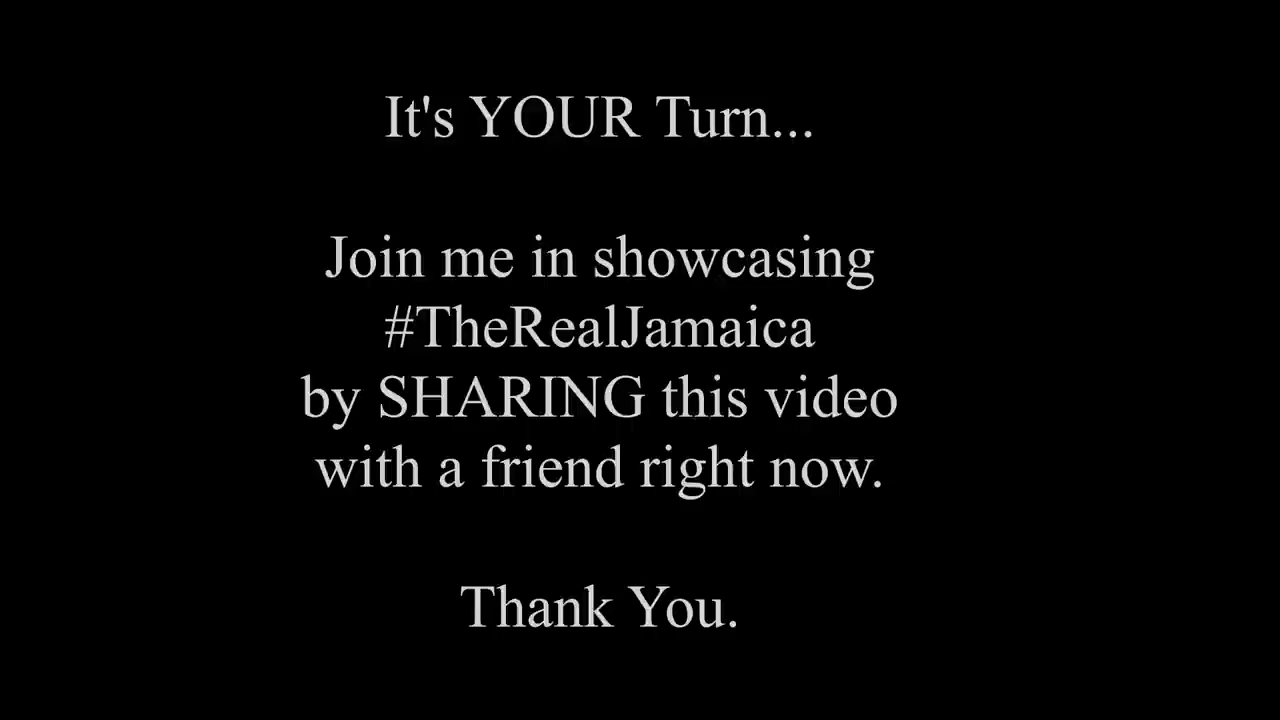 It's YOUR Turn...
Join me in showcasing
#TheRealJamaica
by SHARING this video
with a friend right now.
Thank You.